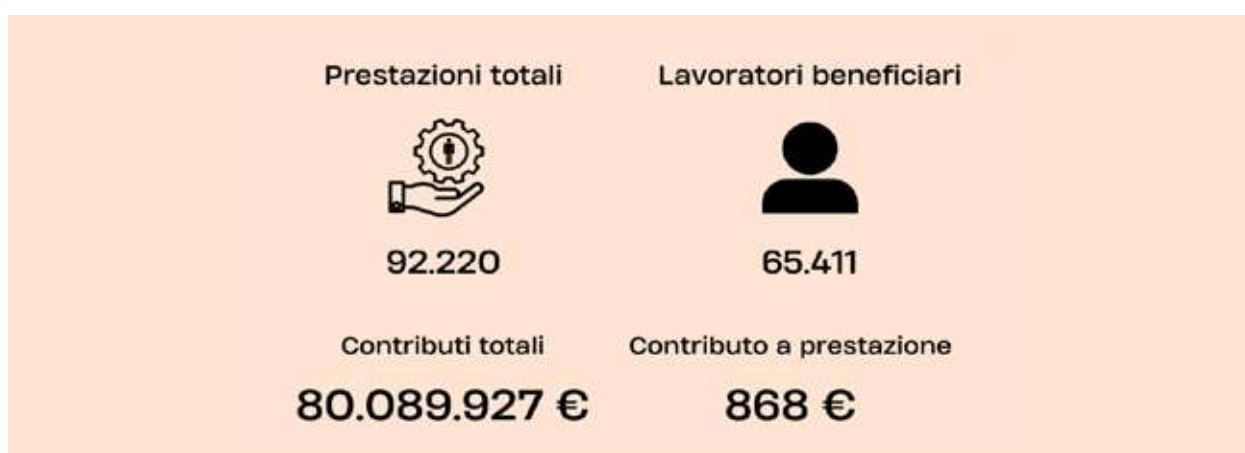 Prestazioni totali
Lavoratori beneficiari
92.220
65.411
Contributi totali
Contributo a prestazione
80.089.927 €
868 €